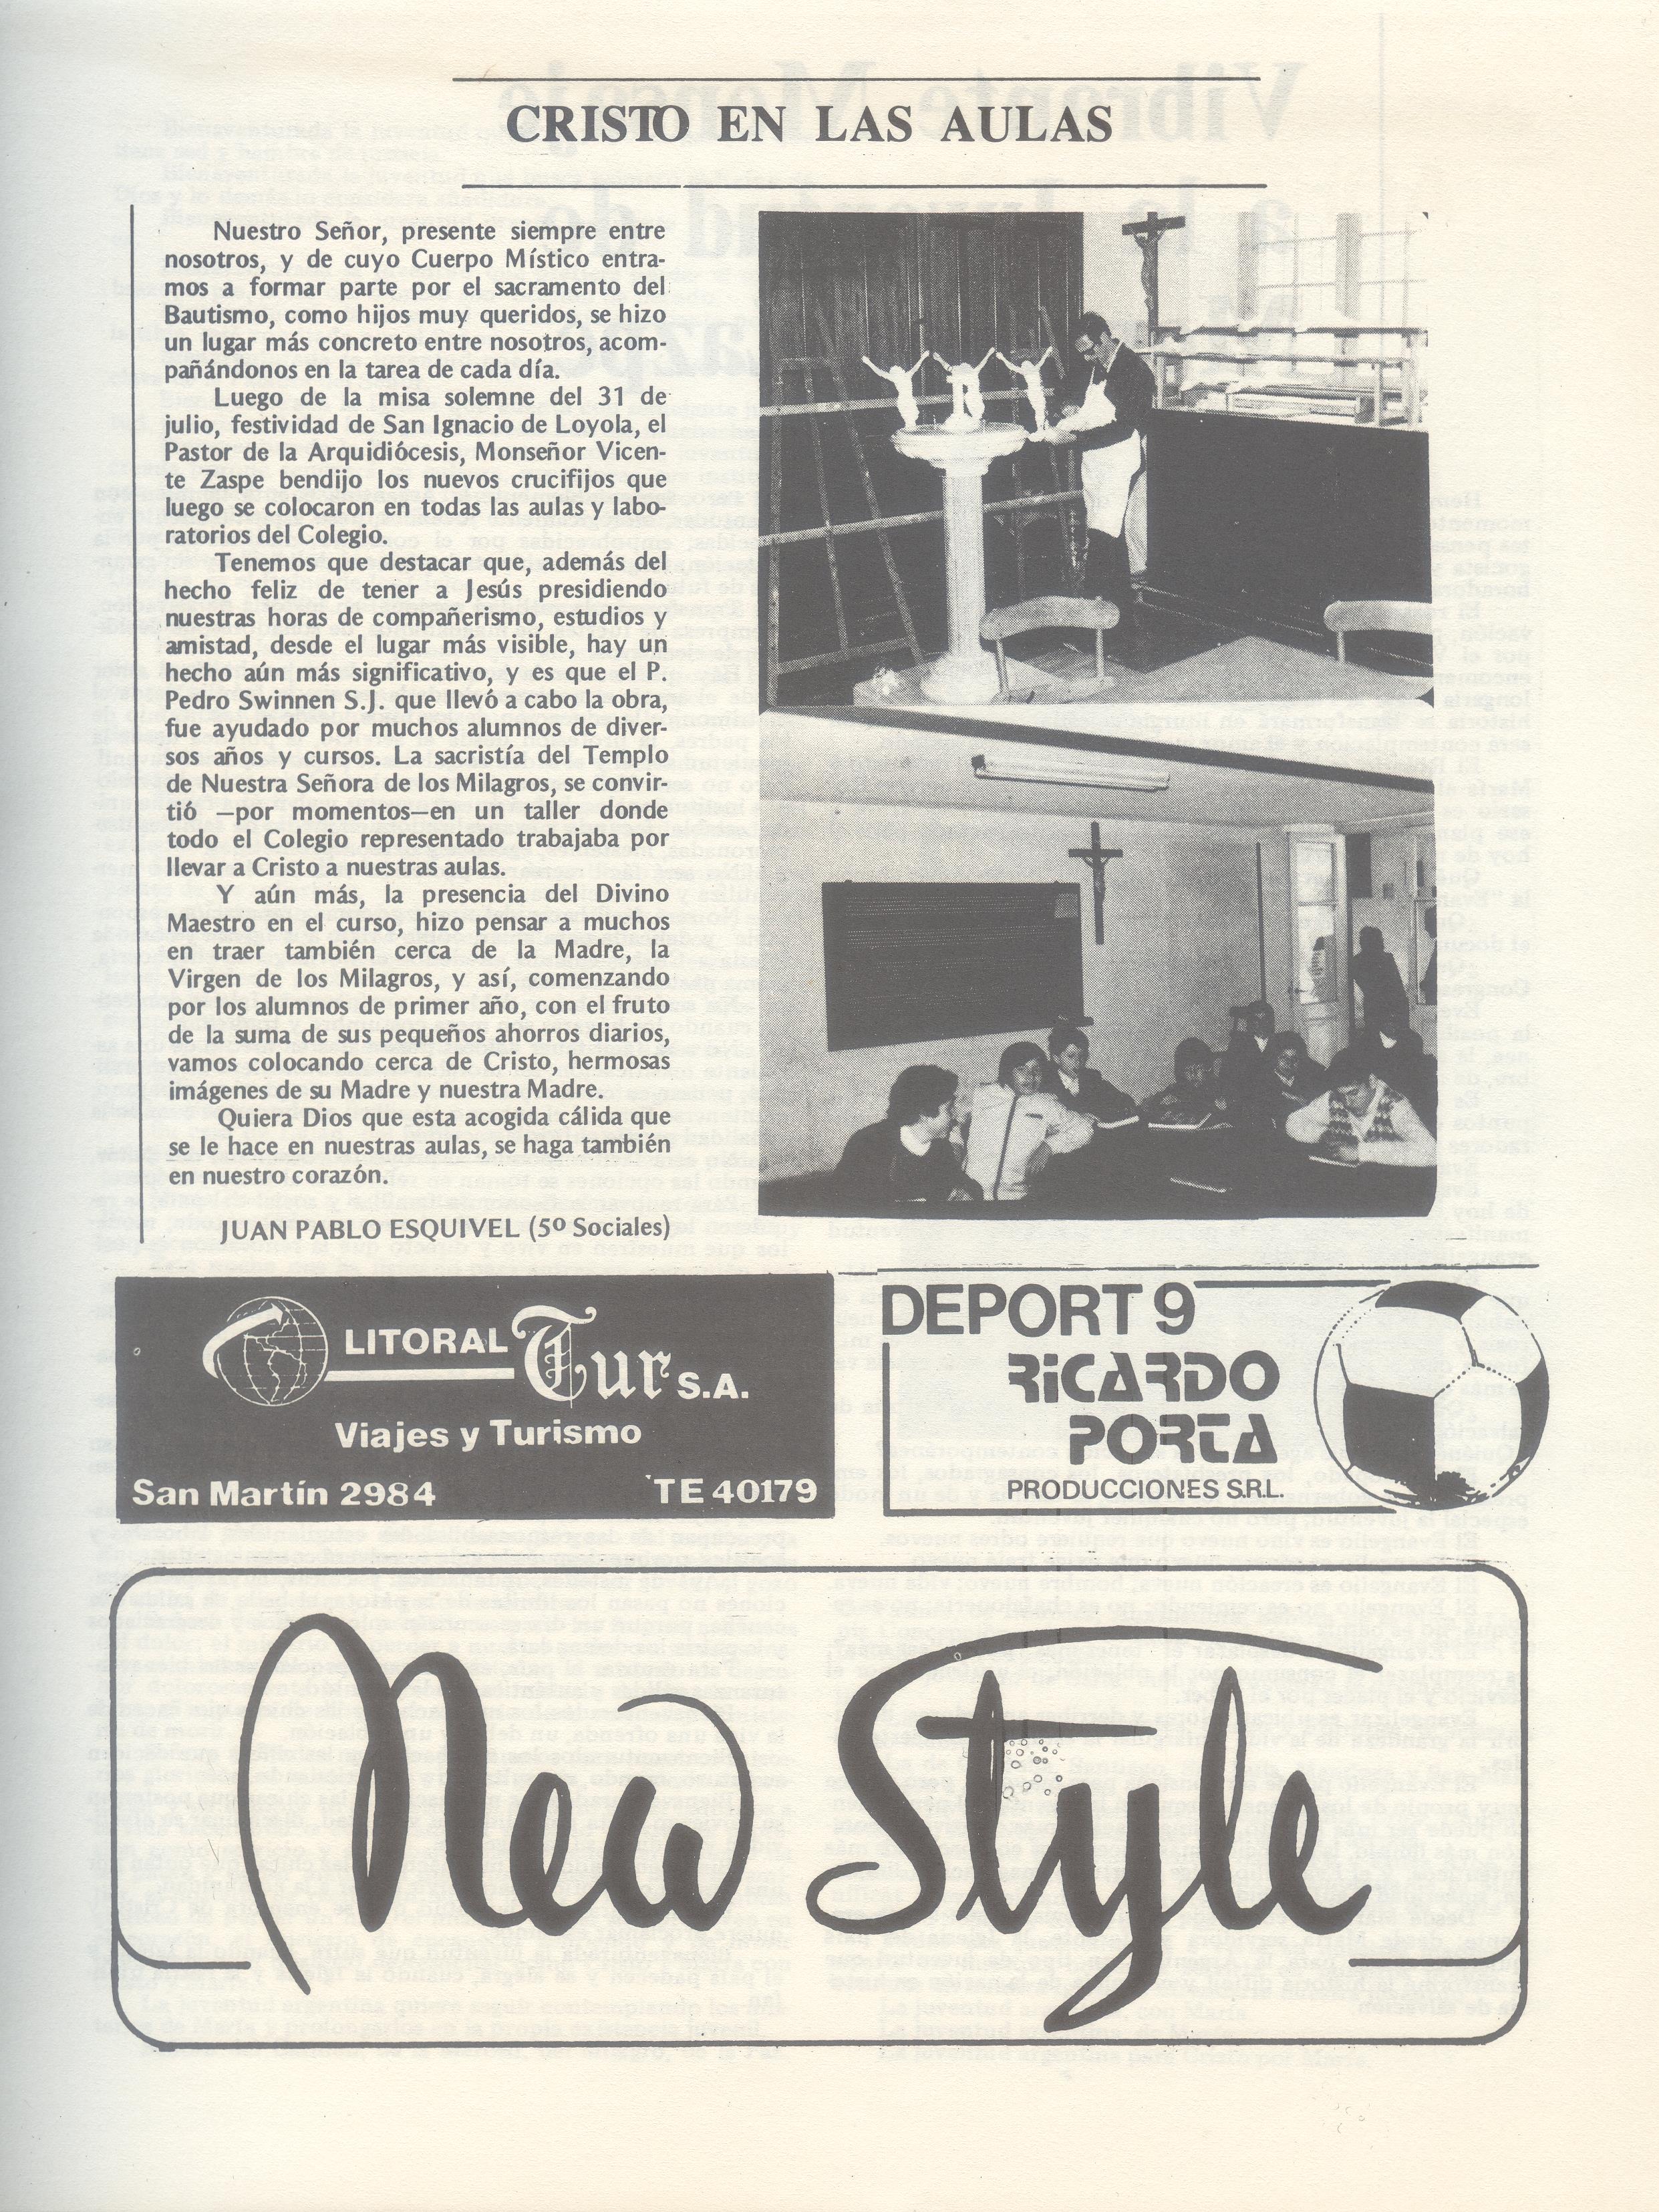 CRISTO EN LAS AULAS
Nuestro Señor, presente siempre entre
nosotros, y de cuyo Cuerpo Místico entra-
mos a formar parte por el sacramento del
Bautismo, como hijos muy queridos, se hizo
un lugar más concreto entre nosotros, acom-
pañándonos en la tarea de cada día.
Luego de la misa solemne del 31 de
julio, festividad de San Ignacio de Loyola, el
Pastor de la Arquidiócesis, Monseñor Vicen-
te Zaspe bendijo los nuevos crucifijos que
luego se colocaron en todas las aulas y labo-
ratorios del Colegio.
Tenemos que destacar que, además del
hecho feliz de tener a Jesús presidiendo
nuestras horas de compañerismo, estudios y
amistad, desde el lugar más visible, hay un
hecho aún más significativo, y es que el P.
Pedro Swinnen S.J. que llevó a cabo la obra,
fue ayudado por muchos alumnos de diver-
sos años y cursos. La sacristía del Templo
de Nuestra Señora de los Milagros, se convir-
tió —por momentos—en un taller donde
todo el Colegio representado trabajaba por
llevar a Cristo a nuestras aulas.
Y aún más, la presencia del Divino
Maestro en el curso, hizo pensar a muchos
en traer también cerca de la Madre, la
Virgen de los Milagros, y así, comenzando
por los alumnos de primer año, con el fruto
de la suma de sus pequeños ahorros diarios,
vamos colocando cerca de Cristo, hermosas
imágenes de su Madre y nuestra Madre.
Quiera Dios que esta acogida cálida que
se le hace en nuestras aulas, se haga también
en nuestro corazón.
JUAN PABLO ESQUIVEL (5º Sociales)
LITORAL Tur S.A.
Viajes y Turismo
San Martín 2984 TE 40179
DEPORT 9
RICARDO
PORTA
PRODUCCIONES S.R.L.
New Style